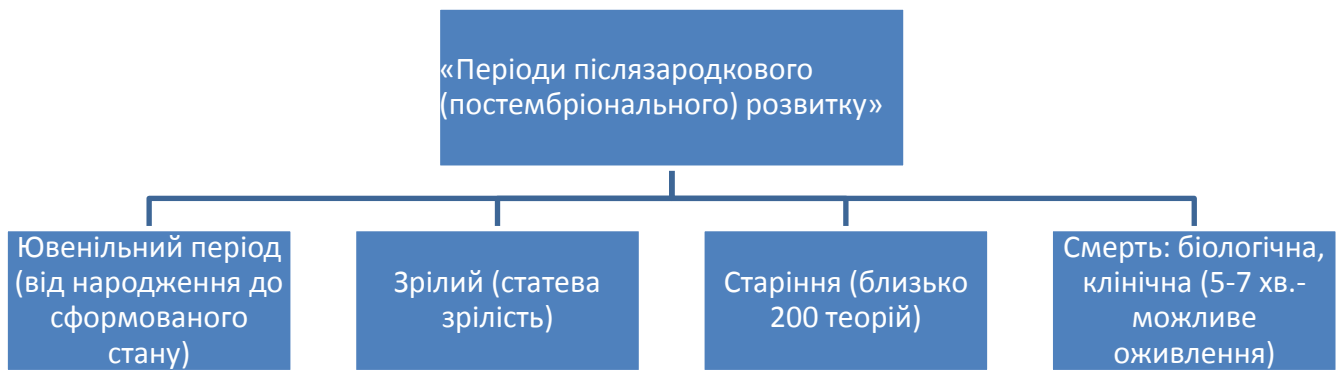 «Періоди післязародкового
(постембріонального) розвитку»
Ювенільний період
(від народження до
сформованого
стану)
Зрілий (статева
зрілість)
Старіння (близько
200 теорій)
Смерть: біологічна,
клінічна (5-7 хв.-
можливе
оживлення)